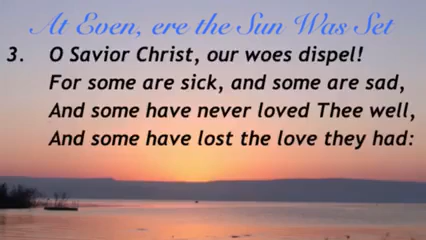 At Even, ere the Sun Was Set
3. O Savior Christ, our woes dispel!
For some are sick, and some are sad,
And some have never loved Thee well,
And some have lost the love they had: